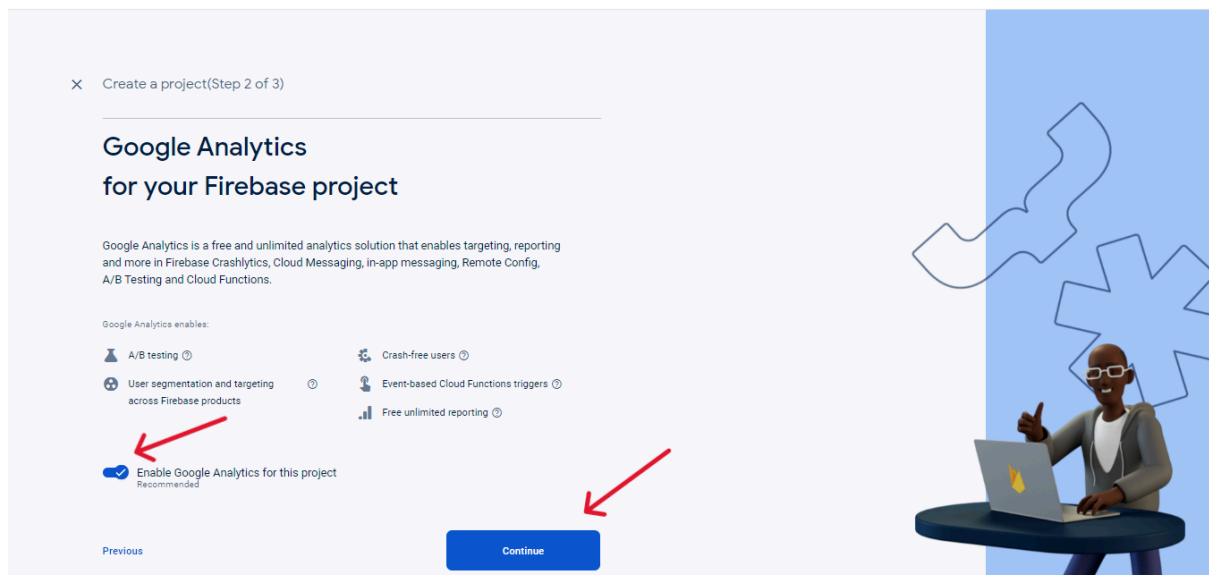 Create a project(Step 2 of 3)
Google Analytics
for your Firebase project
Google Analytics is a free and unlimited analytics solution that enables targeting, reporting
and more in Firebase Crashlytics, Cloud Messaging, in-app messaging, Remote Config,
A/B Testing and Cloud Functions.
Google Analytics enables:
A/B testing
User segmentation and targeting
across Firebase products
Crash-free users
Event-based Cloud Functions triggers
Free unlimited reporting
Enable Google Analytics for this project
Recommended
Previous
Continue